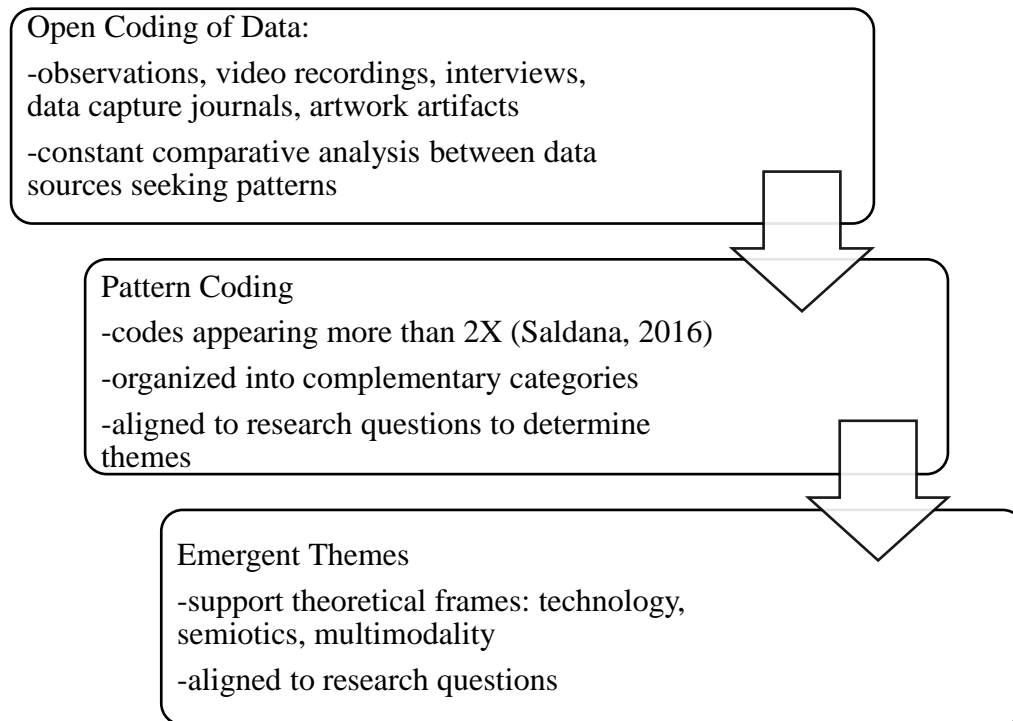 Open Coding of Data:
-observations, video recordings, interviews,
data capture journals, artwork artifacts
-constant comparative analysis between data
sources seeking patterns
Pattern Coding
-codes appearing more than 2X (Saldana, 2016)
-organized into complementary categories
-aligned to research questions to determine
themes
Emergent Themes
-support theoretical frames: technology,
semiotics, multimodality
-aligned to research questions